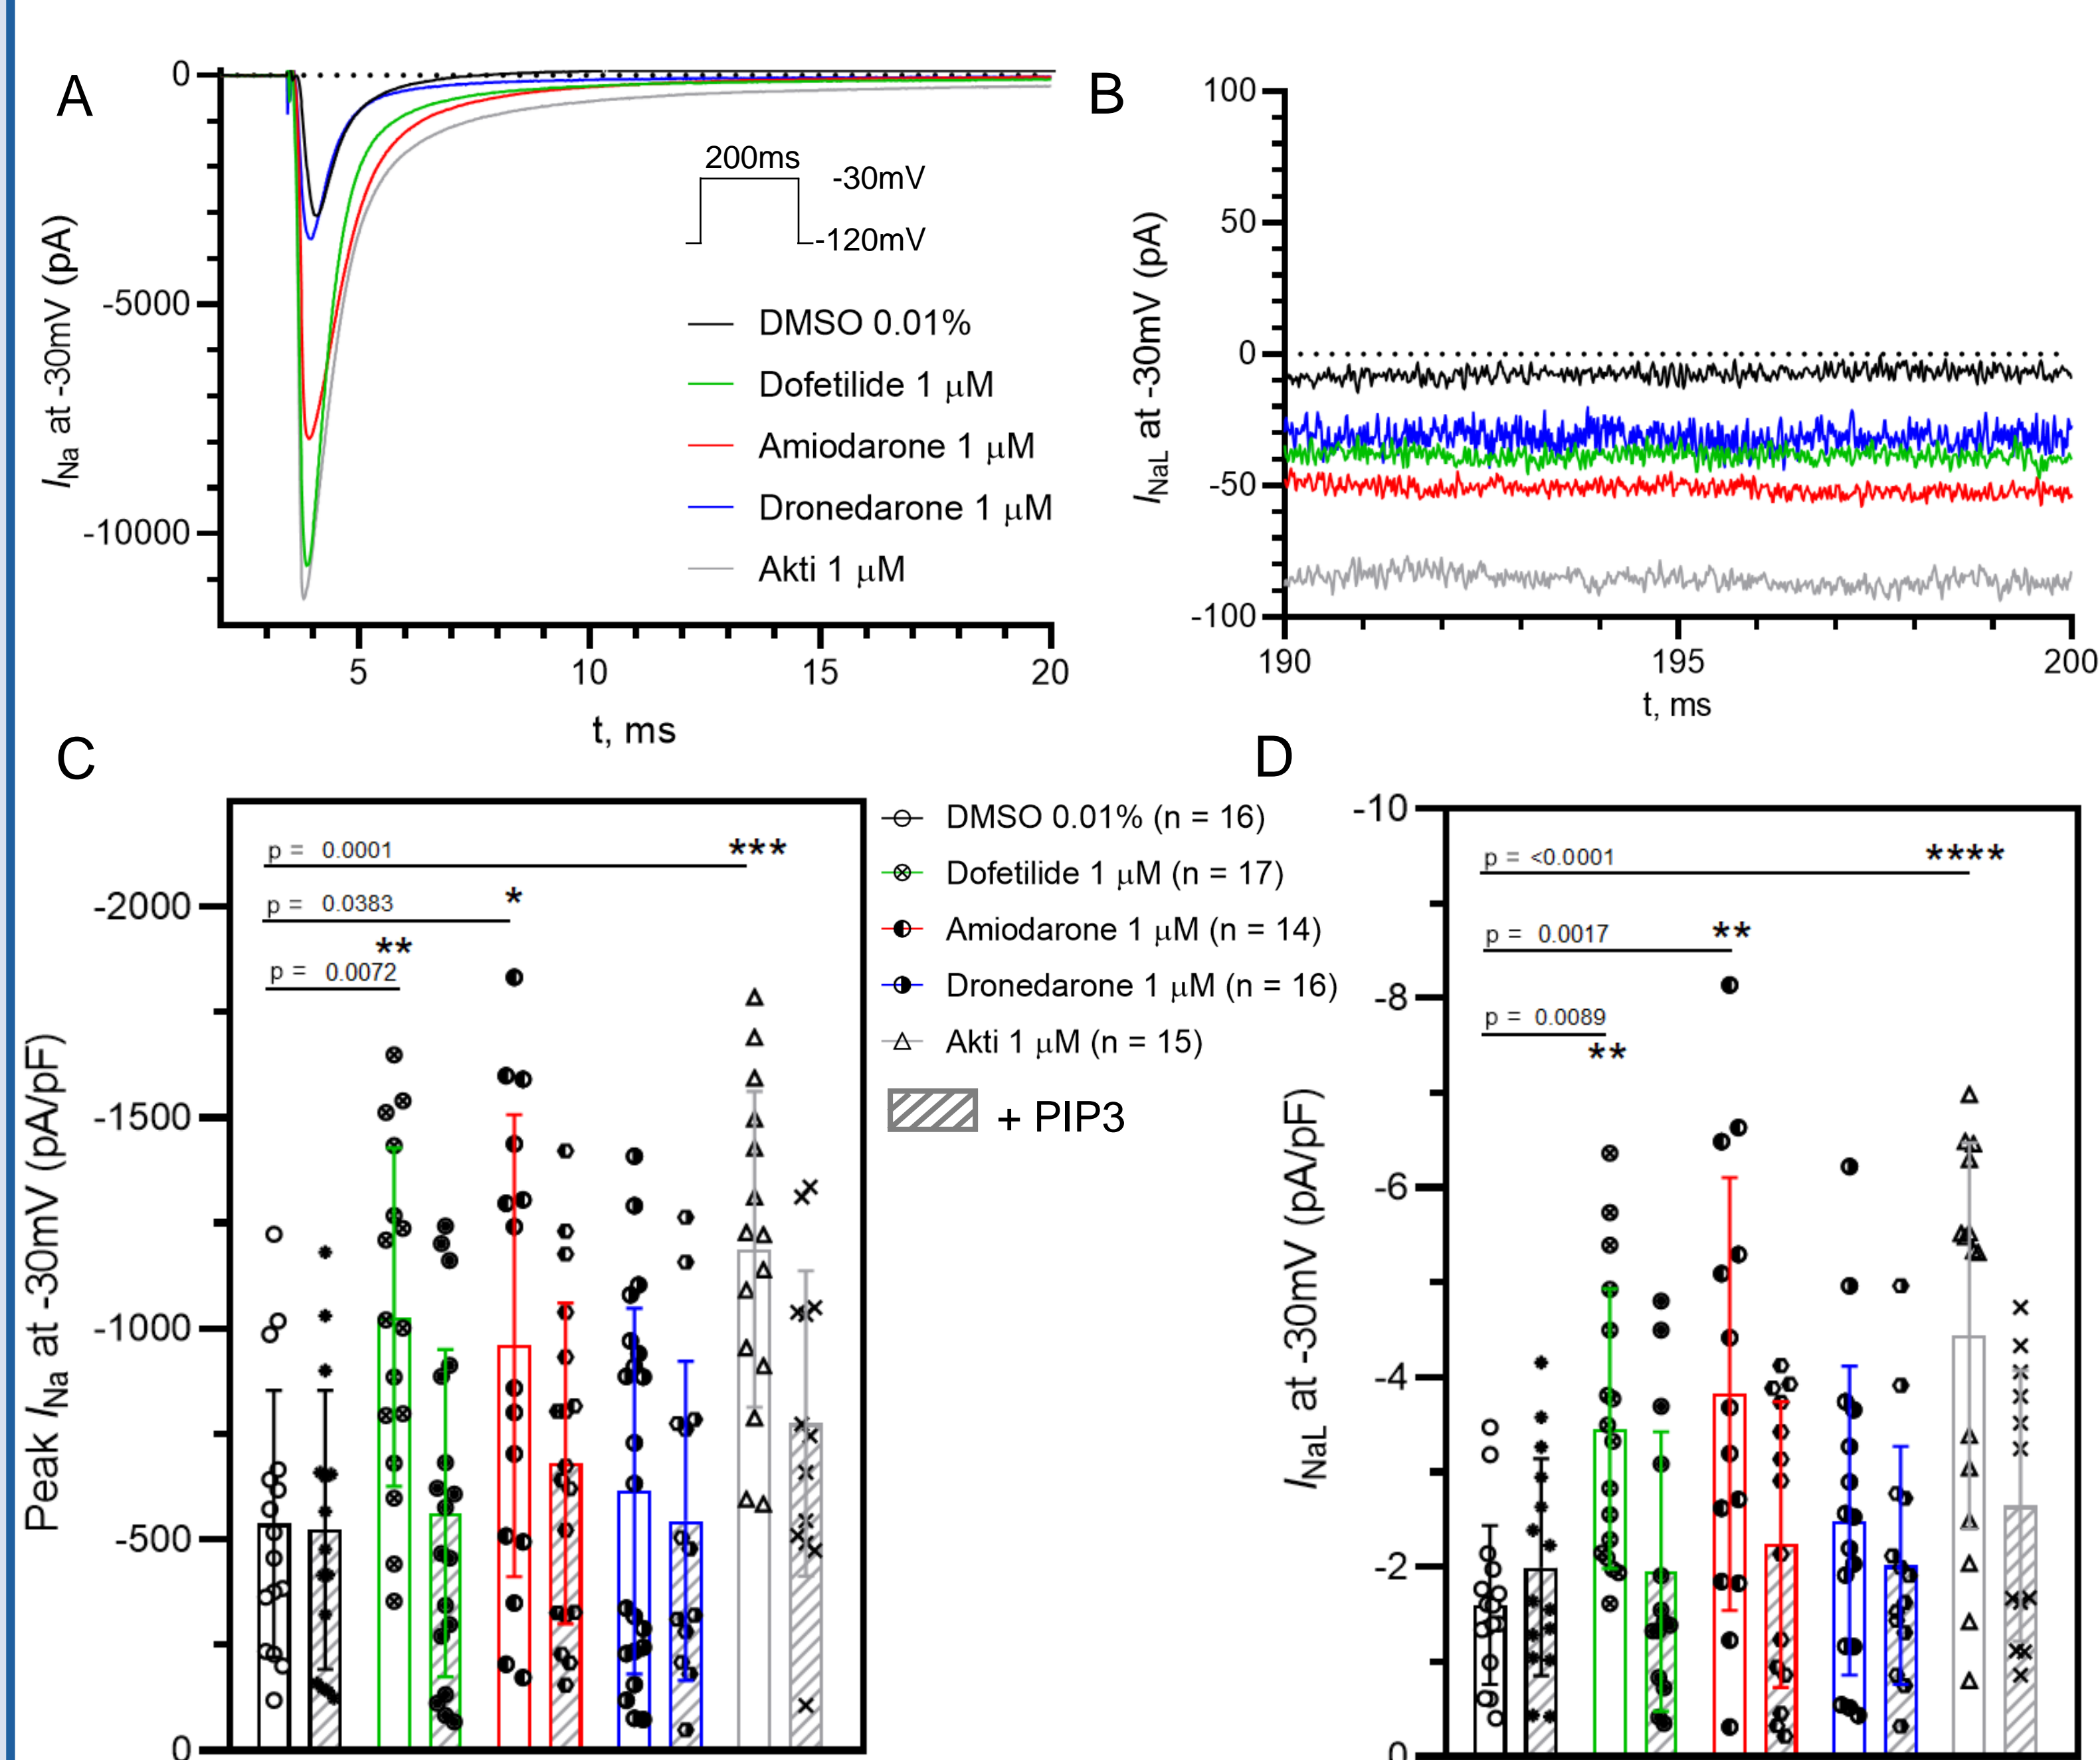 A
0
-5000
-10000
I Na at -30mV (pA)
5
10
15
20
t, ms
200ms
-30mV
-120mV
DMSO 0.01%
Dofetilide 1 μM
Amiodarone 1 μM
Dronedarone 1 μM
Akti 1 μM
B
100
50
0
-50
-100
I NaL at -30mV (pA)
190
195
200
t, ms
C
Peak I Na at -30mV (pA/pF)
-2000
-1500
-1000
-500
0
p = 0.0001
***
p = 0.0383
*
**
p = 0.0072
DMSO 0.01% (n = 16)
Dofetilide 1 μM (n = 17)
Amiodarone 1 μM (n = 14)
Dronedarone 1 μM (n = 16)
Akti 1 μM (n = 15)
+ PIP3
D
I NaL at -30mV (pA/pF)
-10
-8
-6
-4
-2
0
p = <0.0001
****
p = 0.0017
**
p = 0.0089
**